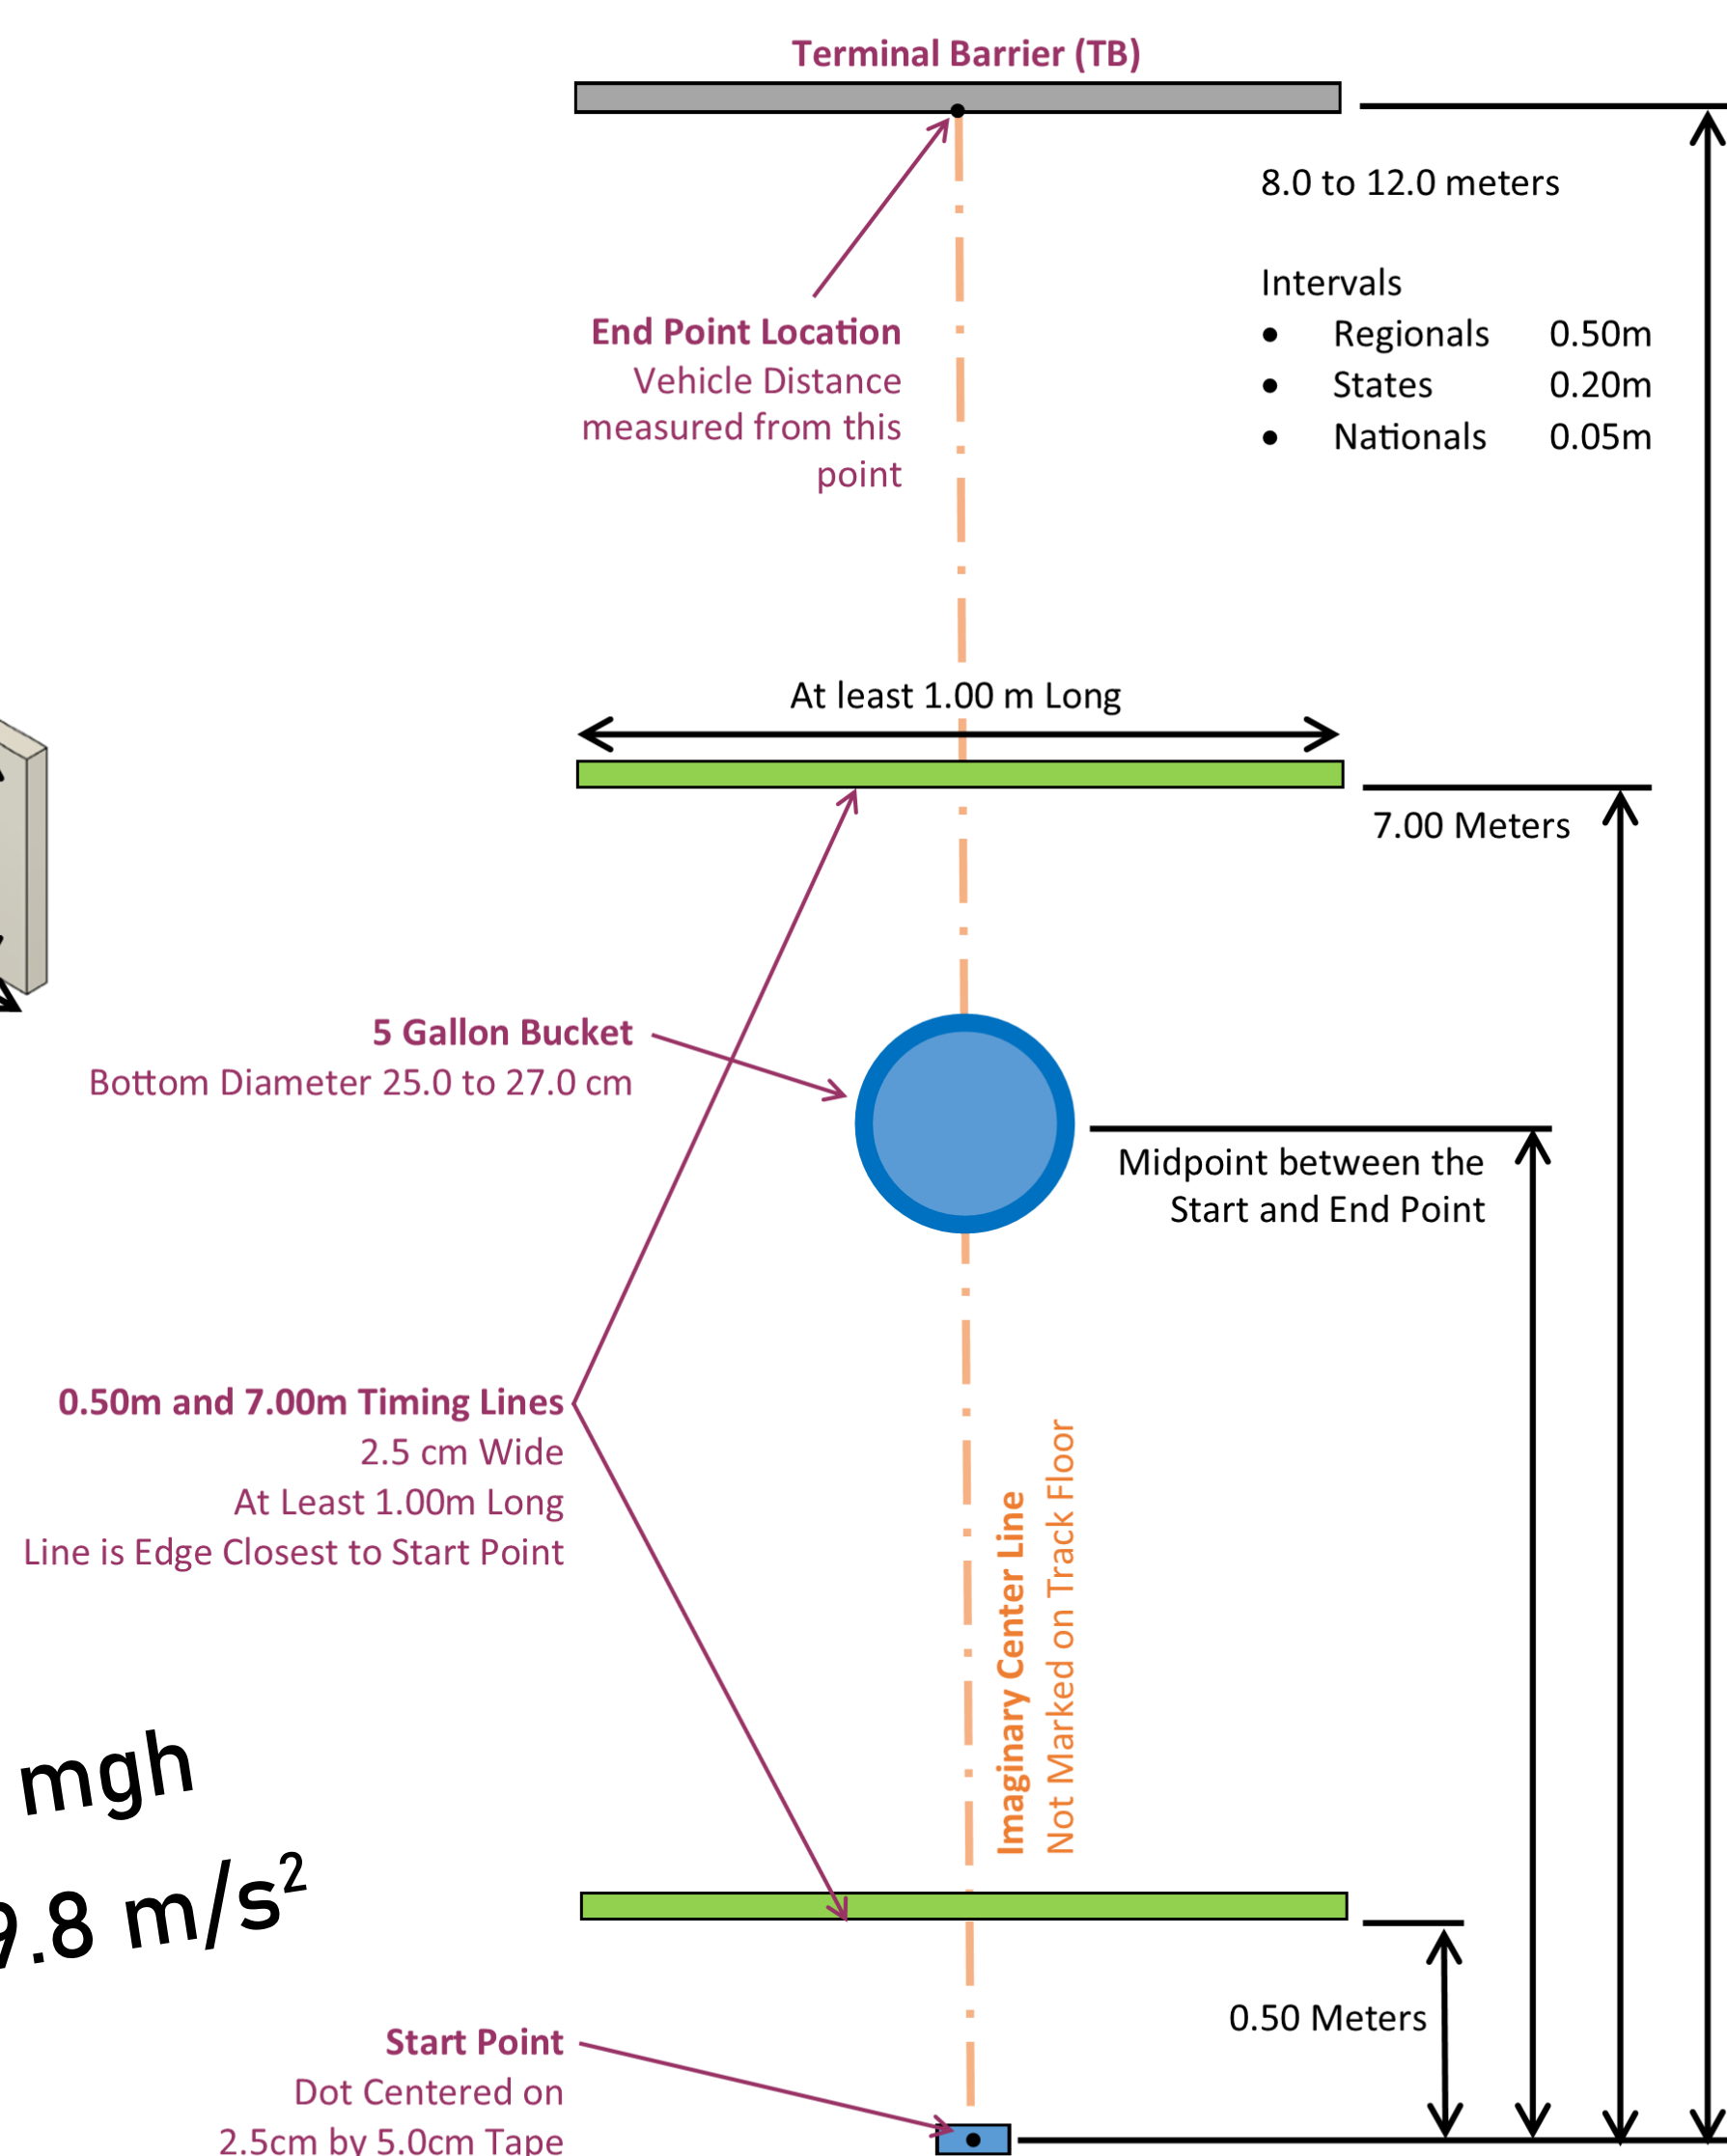 Terminal Barrier (TB)
8.0 to 12.0 meters
Intervals
• Regionals 0.50m
• States 0.20m
• Nationals 0.05m
End Point Location
Vehicle Distance
measured from this
point
At least 1.00 m Long
7.00 Meters
5 Gallon Bucket
Bottom Diameter 25.0 to 27.0 cm
Midpoint between the
Start and End Point
0.50m and 7.00m Timing Lines
2.5 cm Wide
At Least 1.00m Long
Line is Edge Closest to Start Point
Imaginary Center Line
Not Marked on Track Floor
mgh
9.8 m/s²
0.50 Meters
Start Point
Dot Centered on
2.5cm by 5.0cm Tape